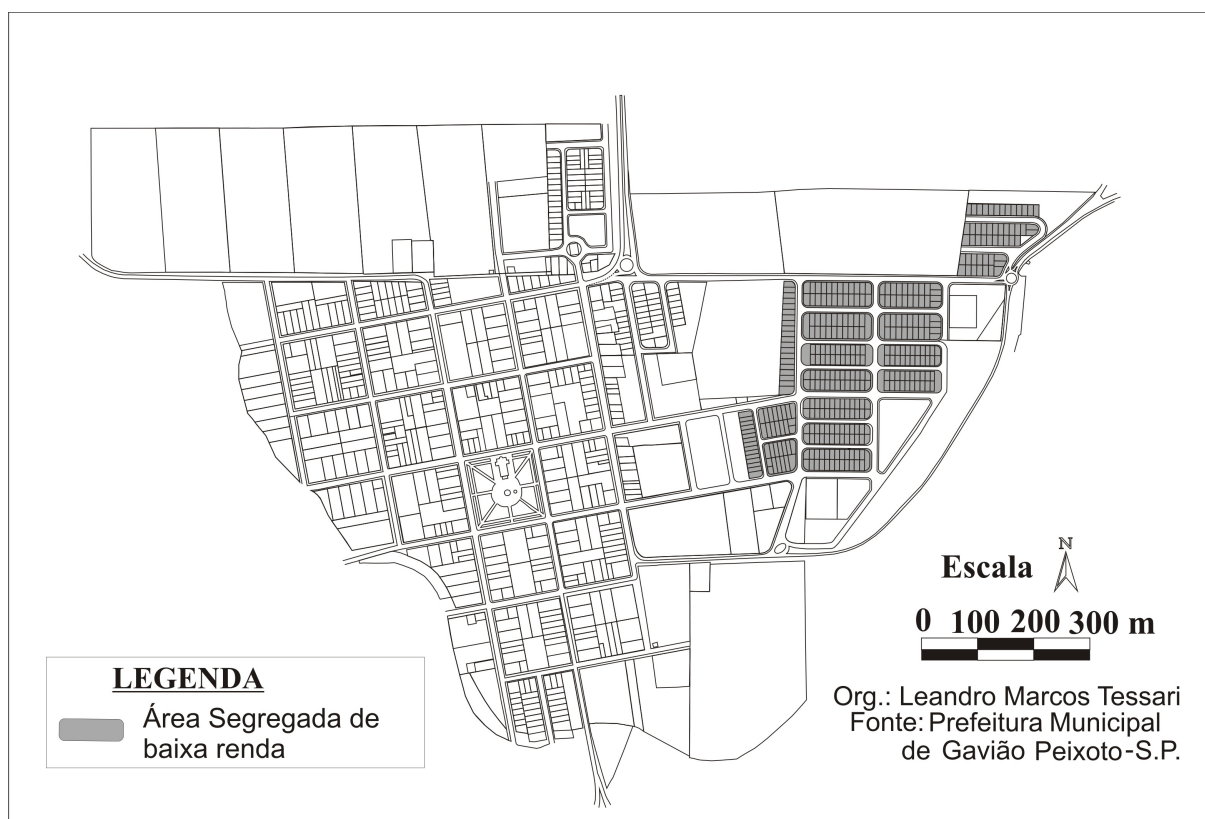 Escala
N
0 100 200 300 m
LEGENDA
Área Segregada de
baixa renda
Org.: Leandro Marcos Tessari
Fonte: Prefeitura Municipal
de Gavião Peixoto-S.P.